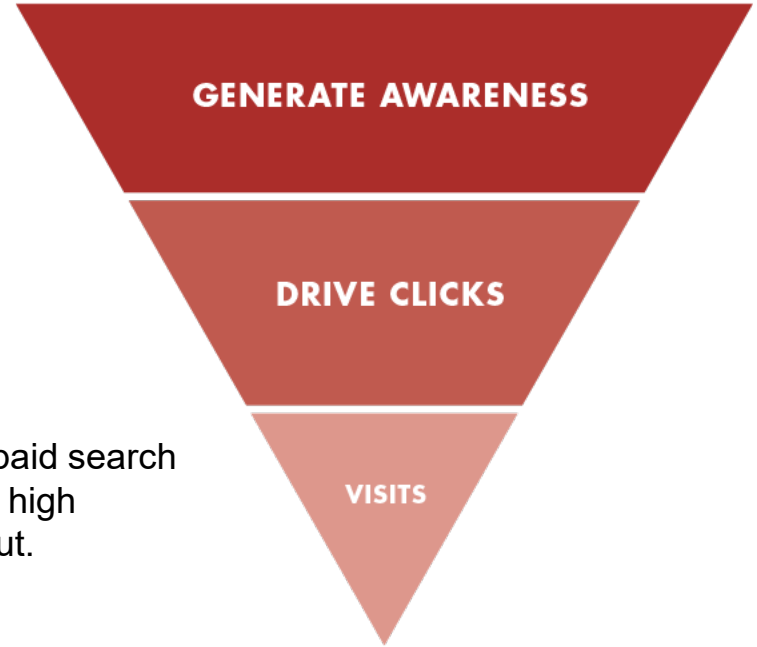 GENERATE AWARENESS
DRIVE CLICKS
paid search
high
VISITS
ut.